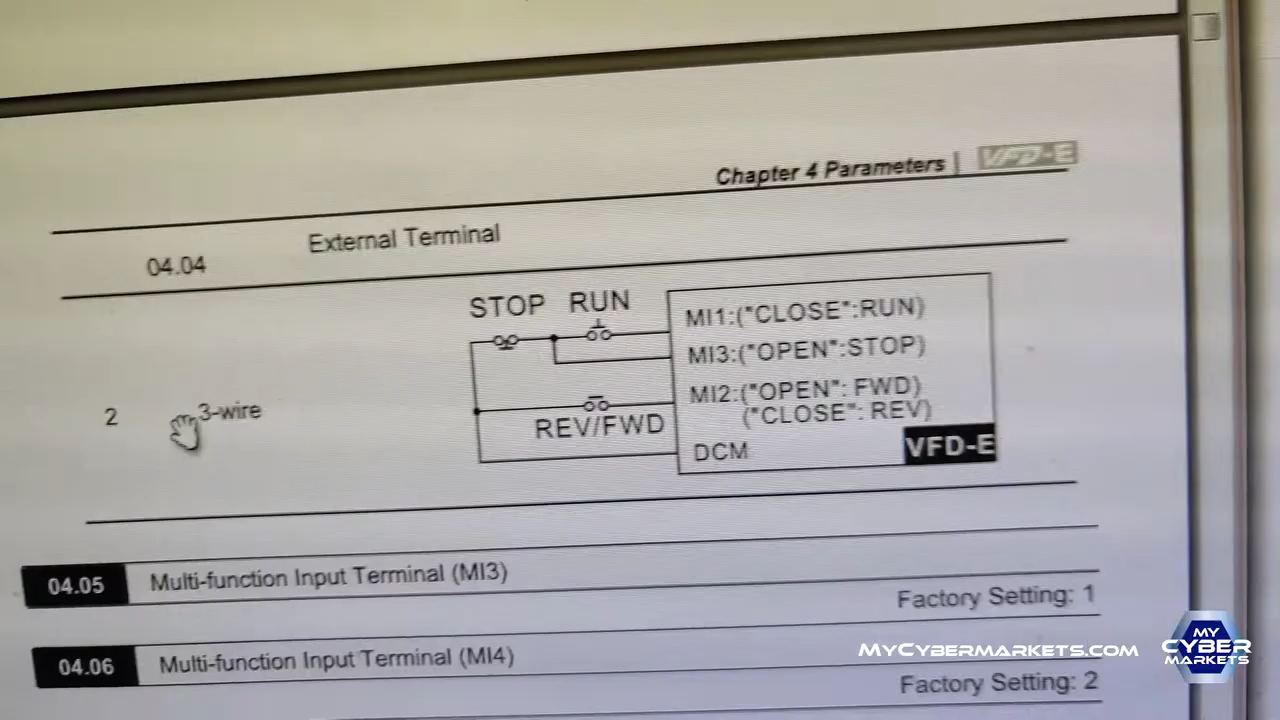 Chapter 4 Parameters | VFD-E
04.04 External Terminal
STOP RUN
MI1:("CLOSE":RUN)
MI3:("OPEN":STOP)
MI2:("OPEN": FWD)
("CLOSE": REV)
2 3-wire
REV/FWD
DCM
VFD-E
04.05 Multi-function Input Terminal (MI3)
Factory Setting: 1
04.06 Multi-function Input Terminal (MI4)
Factory Setting: 2
MYCYBERMARKETS.COM
MY
CYBER
MARKETS